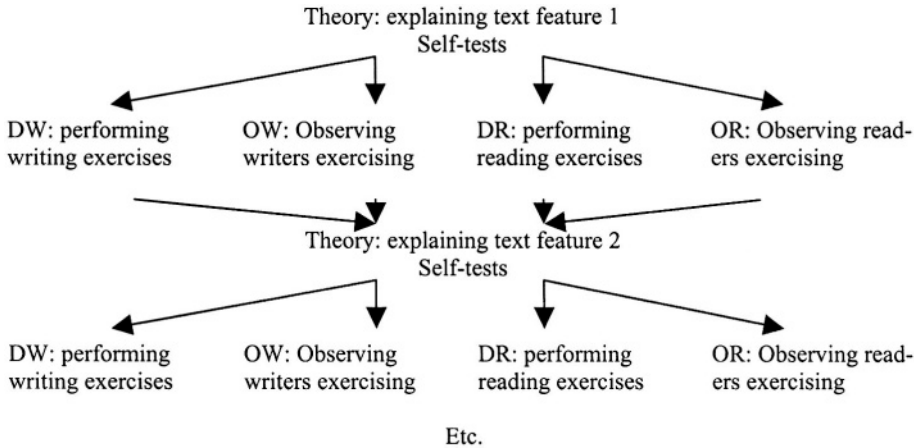 Theory: explaining text feature 1
Self-tests
DW: performing
writing exercises
OW: Observing
writers exercising
DR: performing
reading exercises
OR: Observing read-
ers exercising
Theory: explaining text feature 2
Self-tests
DW: performing
writing exercises
OW: Observing
writers exercising
DR: performing
reading exercises
OR: Observing read-
ers exercising
Etc.